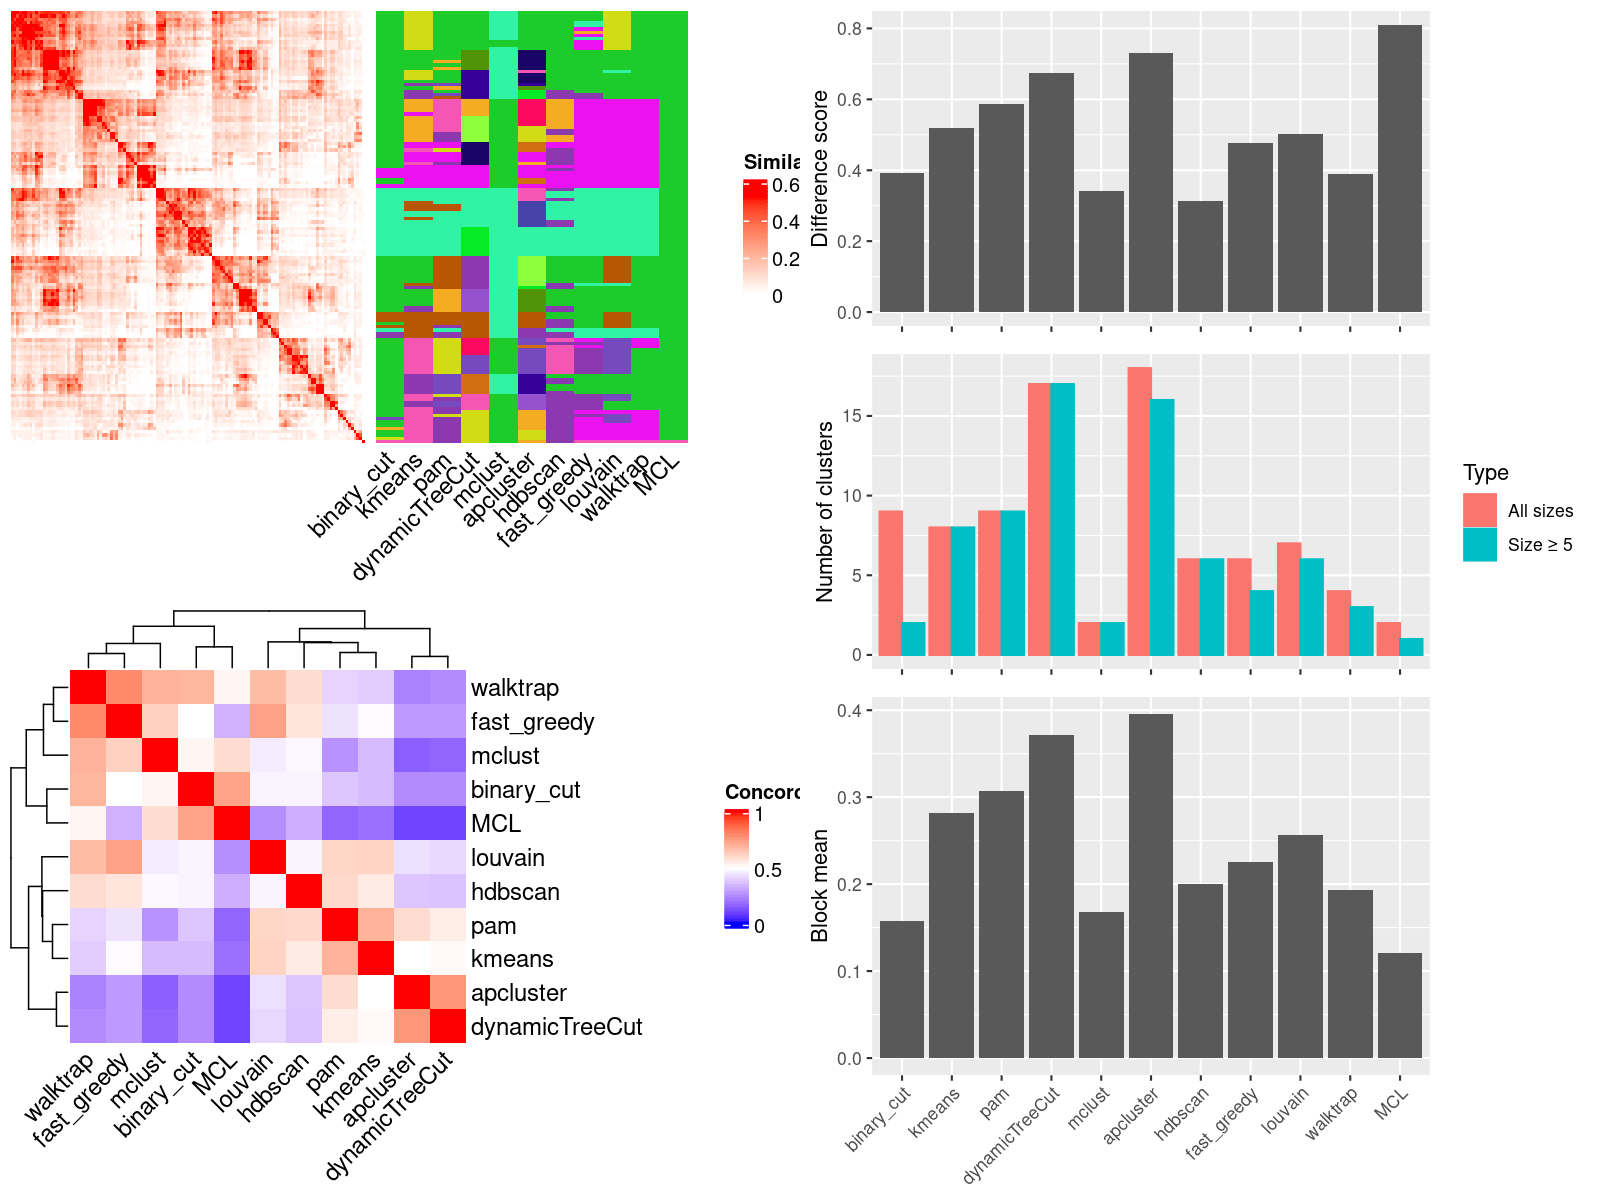 Simila
0.6
0.4
0.2
0
binary_cut
kmeans
pam
dynamicTreeCut
mclust
apcluster
hdbscan
fast_greedy
louvain
walktrap
MCL
walktrap
fast_greedy
mclust
binary_cut
MCL
louvain
hdbscan
pam
kmeans
apcluster
dynamicTreeCut
walktrap
fast_greedy
mclust
binary_cut
MCL
louvain
hdbscan
pam
kmeans
apcluster
dynamicTreeCut
Concord
1
0.5
0
Difference score
0.8
0.6
0.4
0.2
0.0
Number of clusters
15
10
5
0
Type
All sizes
Size ≥ 5
Block mean
0.4
0.3
0.2
0.1
0.0
binary_cut
kmeans
pam
dynamicTreeCut
mclust
apcluster
hdbscan
fast_greedy
louvain
walktrap
MCL